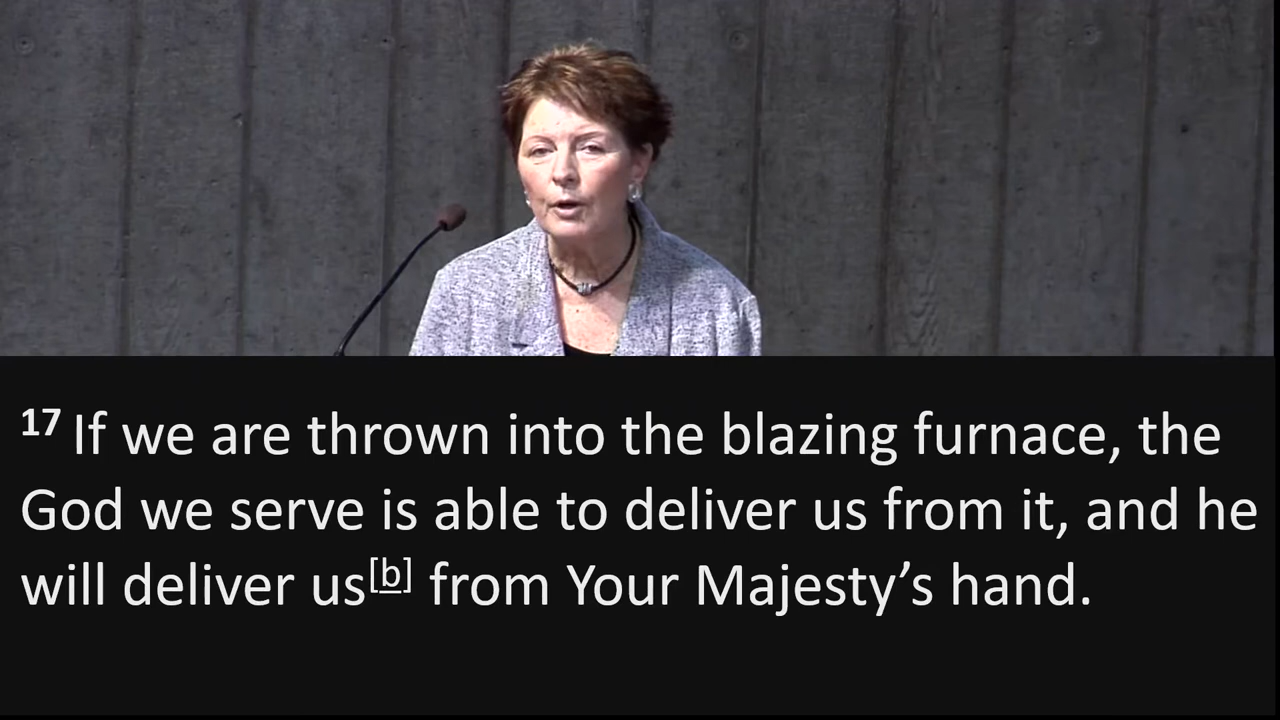 17 If we are thrown into the blazing furnace, the
God we serve is able to deliver us from it, and he
will deliver us[b] from Your Majesty’s hand.